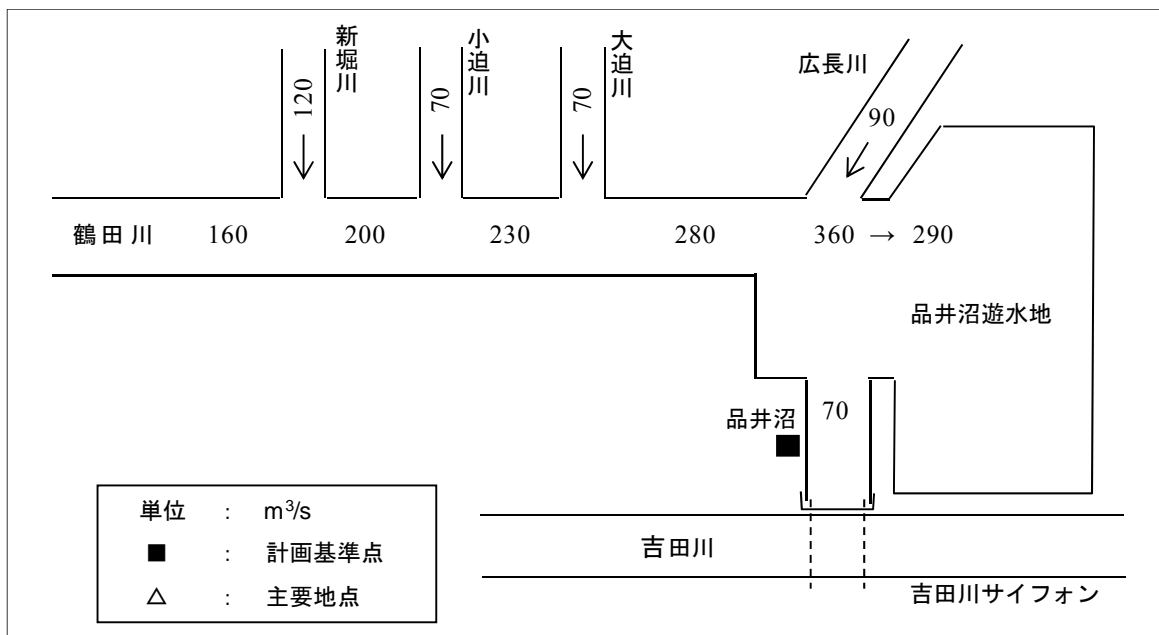 新堀川
120
小迫川
70
大迫川
70
広長川
90
鶴田川 160 200 230 280 360 → 290
品井沼遊水地
品井沼
70
単位 : m³/s
■ : 計画基準点
△ : 主要地点
吉田川
吉田川サイフォン